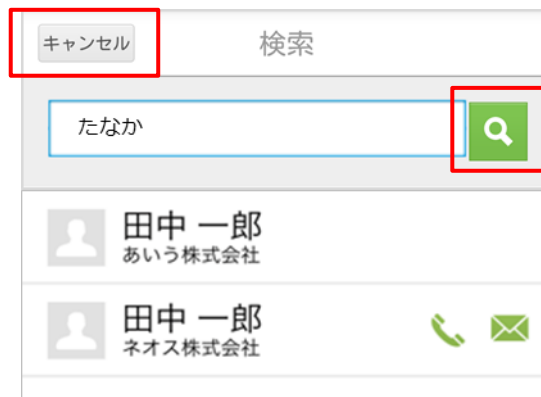 キャンセル 検索
たなか
田中 一郎
あいう株式会社
田中 一郎
ネオス株式会社